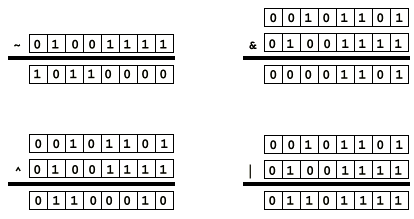 ~ 0 1 0 0 1 1 1 1
1 0 1 1 0 0 0 0
0 0 1 0 1 1 0 1
& 0 1 0 0 1 1 1 1
0 0 0 0 1 1 0 1
0 0 1 0 1 1 0 1
^ 0 1 0 0 1 1 1 1
0 1 1 0 0 0 1 0
0 0 1 0 1 1 0 1
| 0 1 0 0 1 1 1 1
0 1 1 0 1 1 1 1